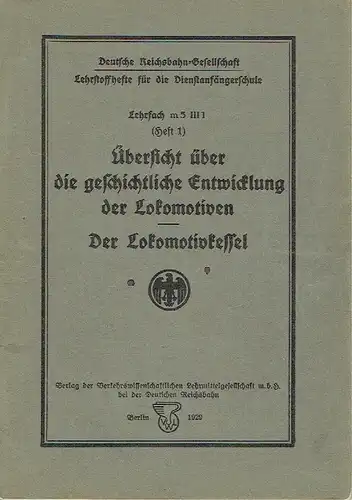 Deutsche Reichsbahn-Gesellschaft
Lehrstoffhefte für die Dienstanfängerschule
Lehrfach m 5 III 1
(Heft 1)
Übersicht über
die geschichtliche Entwicklung
der Lokomotiven
Der Lokomotivkessel
Verlag der Verkehrswissenschaftlichen Lehrmittelgesellschaft m.b.H.
bei der Deutschen Reichsbahn
Berlin 1929